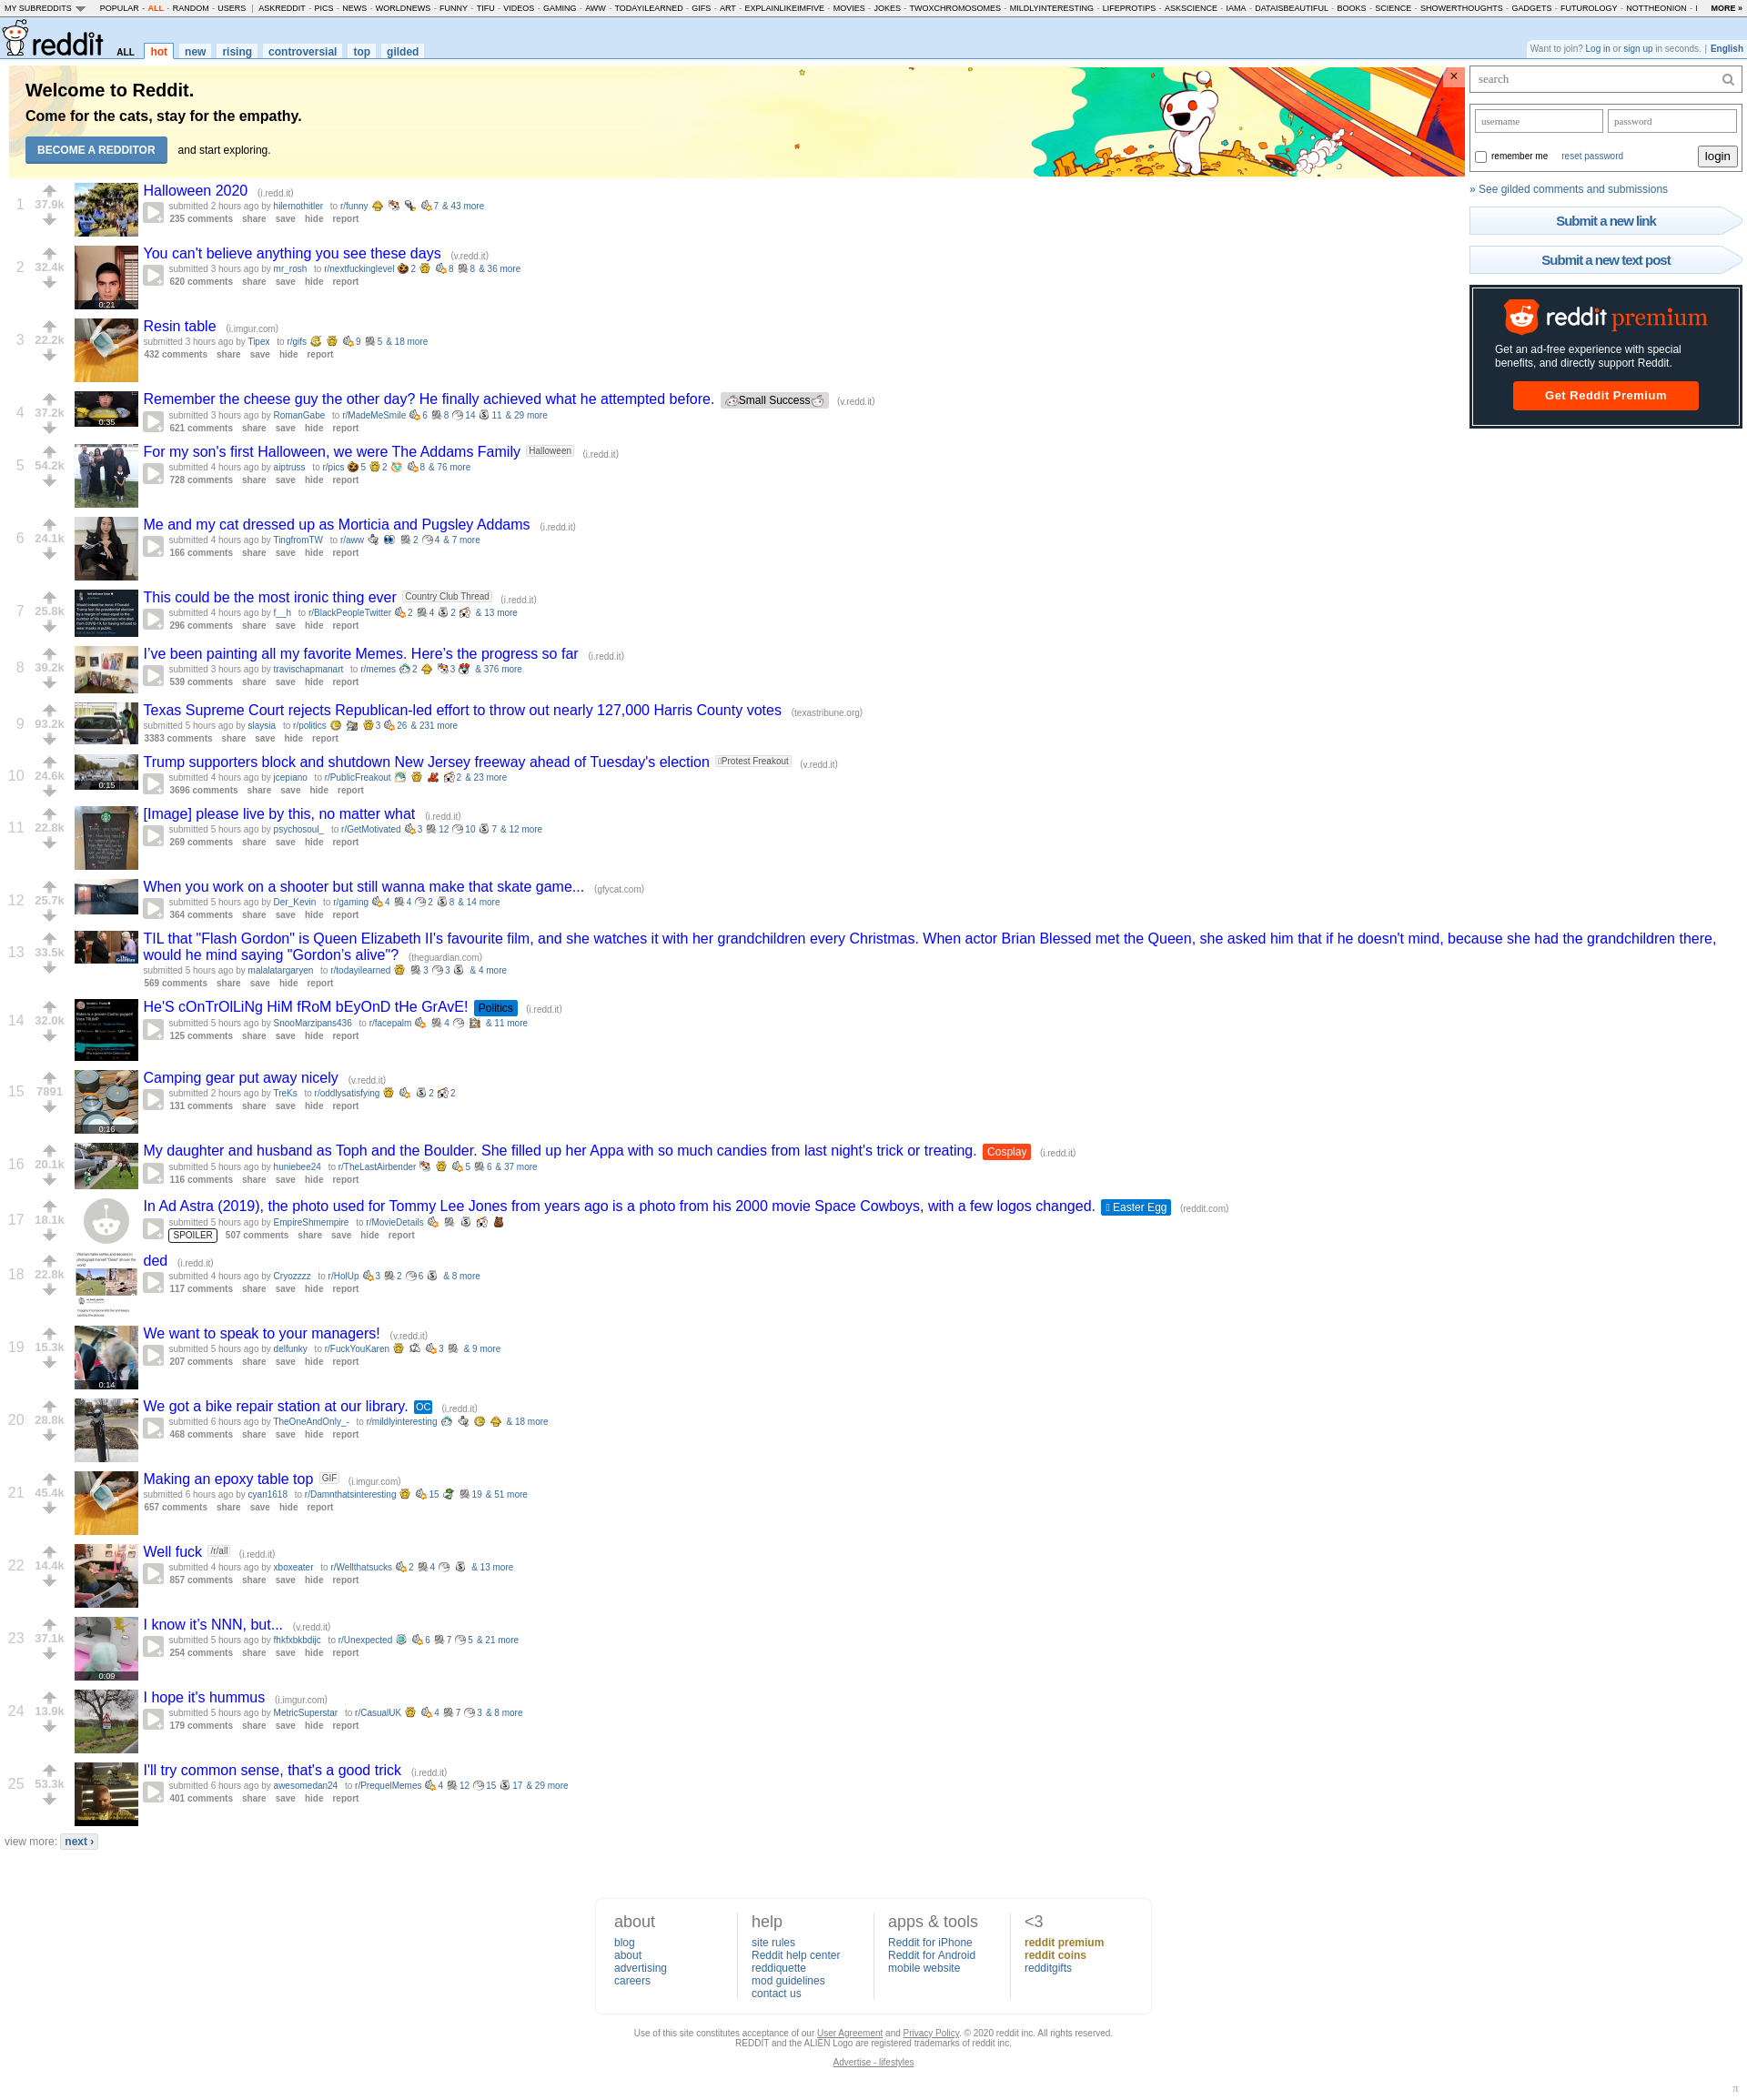 MY SUBREDDITS POPULAR - ALL - RANDOM - USERS | ASKREDDIT - PICS - NEWS - WORLDNEWS - FUNNY - TIFU - VIDEOS - GAMING - AWW - TODAYILEARNED - GIFS - ART - EXPLAINLIKEIMFIVE - MOVIES - JOKES - TWOXCHROMOSOMES - MILDLYINTERESTING - LIFEPROTIPS - ASKSCIENCE - IAMA - DATAISBEAUTIFUL - BOOKS - SCIENCE - SHOWERTHOUGHTS - GADGETS - FUTUROLOGY - NOTTHEONION - I MORE »
reddit ALL hot new rising controversial top gilded
Want to join? Log in or sign up in seconds. | English
Welcome to Reddit.
Come for the cats, stay for the empathy.
BECOME A REDDITOR and start exploring.
×
search
username password
remember me reset password login
» See gilded comments and submissions
Submit a new link
Submit a new text post
reddit premium
Get an ad-free experience with special
benefits, and directly support Reddit.
Get Reddit Premium
1 37.9k Halloween 2020 (i.redd.it)
submitted 2 hours ago by hilernothitler to r/funny 7 & 43 more
235 comments share save hide report
2 32.4k You can't believe anything you see these days (v.redd.it)
submitted 3 hours ago by mr_rosh to r/nextfuckinglevel 2 8 8 & 36 more
620 comments share save hide report
0:21
3 22.2k Resin table (i.imgur.com)
submitted 3 hours ago by Tipex to r/gifs 9 5 & 18 more
432 comments share save hide report
4 37.2k Remember the cheese guy the other day? He finally achieved what he attempted before. Small Success (v.redd.it)
submitted 3 hours ago by RomanGabe to r/MadeMeSmile 6 8 14 11 & 29 more
0:35
621 comments share save hide report
5 54.2k For my son's first Halloween, we were The Addams Family Halloween (i.redd.it)
submitted 4 hours ago by aiptruss to r/pics 5 2 8 & 76 more
728 comments share save hide report
6 24.1k Me and my cat dressed up as Morticia and Pugsley Addams (i.redd.it)
submitted 4 hours ago by TingfromTW to r/aww 2 4 & 7 more
166 comments share save hide report
7 25.8k This could be the most ironic thing ever Country Club Thread (i.redd.it)
submitted 4 hours ago by f__h to r/BlackPeopleTwitter 2 4 2 & 13 more
296 comments share save hide report
8 39.2k I’ve been painting all my favorite Memes. Here’s the progress so far (i.redd.it)
submitted 3 hours ago by travischapmanart to r/memes 2 3 & 376 more
539 comments share save hide report
9 93.2k Texas Supreme Court rejects Republican-led effort to throw out nearly 127,000 Harris County votes (texastribune.org)
submitted 5 hours ago by slaysia to r/politics 3 26 & 231 more
3383 comments share save hide report
10 24.6k Trump supporters block and shutdown New Jersey freeway ahead of Tuesday's election Protest Freakout (v.redd.it)
submitted 4 hours ago by jcepiano to r/PublicFreakout 2 & 23 more
0:15
3696 comments share save hide report
11 22.8k [Image] please live by this, no matter what (i.redd.it)
submitted 5 hours ago by psychosoul_ to r/GetMotivated 3 12 10 7 & 12 more
269 comments share save hide report
12 25.7k When you work on a shooter but still wanna make that skate game... (gfycat.com)
submitted 5 hours ago by Der_Kevin to r/gaming 4 4 2 8 & 14 more
364 comments share save hide report
13 33.5k TIL that "Flash Gordon" is Queen Elizabeth II's favourite film, and she watches it with her grandchildren every Christmas. When actor Brian Blessed met the Queen, she asked him that if he doesn't mind, because she had the grandchildren there,
would he mind saying "Gordon's alive"? (theguardian.com)
submitted 5 hours ago by malalatargaryen to r/todayilearned 3 3 & 4 more
569 comments share save hide report
14 32.0k He'S cOnTrOlLiNg HiM fRoM bEyOnD tHe GrAvE! Politics (i.redd.it)
submitted 5 hours ago by SnooMarzipans436 to r/facepalm 4 & 11 more
125 comments share save hide report
15 7891 Camping gear put away nicely (v.redd.it)
submitted 2 hours ago by TreKs to r/oddlysatisfying 2 2
131 comments share save hide report
0:16
16 20.1k My daughter and husband as Toph and the Boulder. She filled up her Appa with so much candies from last night's trick or treating. Cosplay (i.redd.it)
submitted 5 hours ago by huniebee24 to r/TheLastAirbender 5 6 & 37 more
116 comments share save hide report
17 18.1k In Ad Astra (2019), the photo used for Tommy Lee Jones from years ago is a photo from his 2000 movie Space Cowboys, with a few logos changed. Easter Egg (reddit.com)
submitted 5 hours ago by EmpireShmempire to r/MovieDetails
SPOILER 507 comments share save hide report
18 22.8k ded (i.redd.it)
submitted 4 hours ago by Cryozzzz to r/HolUp 3 2 6 & 8 more
117 comments share save hide report
19 15.3k We want to speak to your managers! (v.redd.it)
submitted 5 hours ago by delfunky to r/FuckYouKaren 3 & 9 more
207 comments share save hide report
0:14
20 28.8k We got a bike repair station at our library. OC (i.redd.it)
submitted 6 hours ago by TheOneAndOnly_- to r/mildlyinteresting & 18 more
468 comments share save hide report
21 45.4k Making an epoxy table top GIF (i.imgur.com)
submitted 6 hours ago by cyan1618 to r/Damnthatsinteresting 15 19 & 51 more
657 comments share save hide report
22 14.4k Well fuck /r/all (i.redd.it)
submitted 4 hours ago by xboxeater to r/Wellthatsucks 2 4 & 13 more
857 comments share save hide report
23 37.1k I know it’s NNN, but... (v.redd.it)
submitted 5 hours ago by fhkfxbkbdijc to r/Unexpected 6 7 5 & 21 more
254 comments share save hide report
0:09
24 13.9k I hope it's hummus (i.imgur.com)
submitted 5 hours ago by MetricSuperstar to r/CasualUK 4 7 3 & 8 more
179 comments share save hide report
25 53.3k I'll try common sense, that's a good trick (i.redd.it)
submitted 6 hours ago by awesomedan24 to r/PrequelMemes 4 12 15 17 & 29 more
401 comments share save hide report
view more: next ›
about
blog
about
advertising
careers
help
site rules
Reddit help center
reddiquette
mod guidelines
contact us
apps & tools
Reddit for iPhone
Reddit for Android
mobile website
<3
reddit premium
reddit coins
redditgifts
Use of this site constitutes acceptance of our User Agreement and Privacy Policy. © 2020 reddit inc. All rights reserved.
REDDIT and the ALIEN Logo are registered trademarks of reddit inc.
Advertise - lifestyles
π